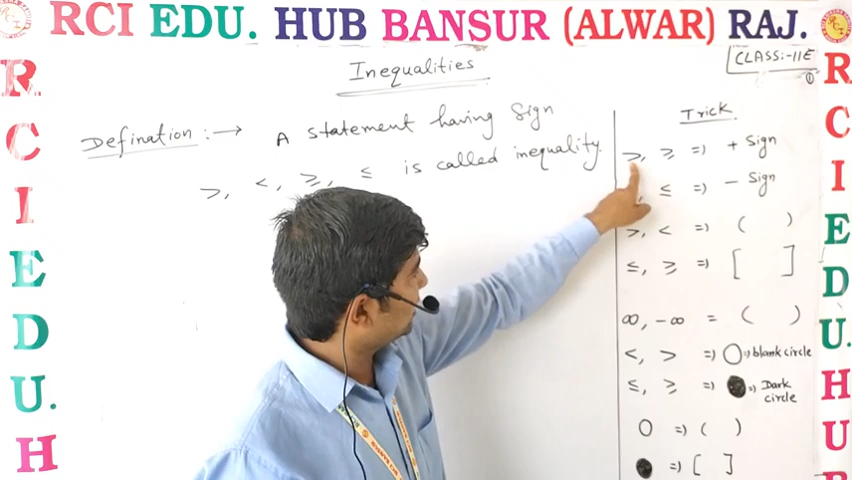 RCI EDU. HUB BANSUR (ALWAR) RAJ.
CLASS:-11E
①
Inequalities
Defination :→ A statement having Sign
>, <, ≥, ≤ is called inequality.
Trick
>, ≥ ⇒ + Sign
, ≤ ⇒ - Sign
>, < ⇒ ( )
≤, ≥ ⇒ [ ]
∞, -∞ = ( )
<, > ⇒ ○ ⇒ blank circle
≤, ≥ ⇒ ● ⇒ Dark
circle
○ ⇒ ( )
● ⇒ [ ]
R
C
I
E
D
U.
H
R
C
I
E
D
U.
H
U